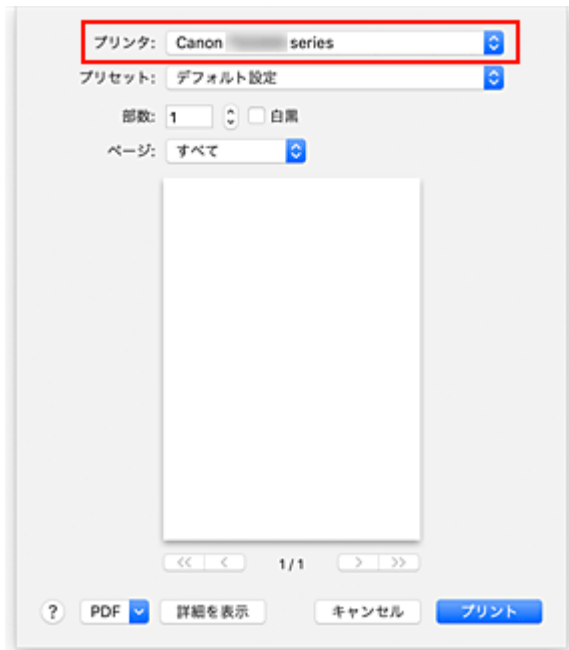 プリンタ: Canon series
プリセット: デフォルト設定
部数: 1 白黒
ページ: すべて
<< < 1/1 > >>
? PDF 詳細を表示 キャンセル プリント